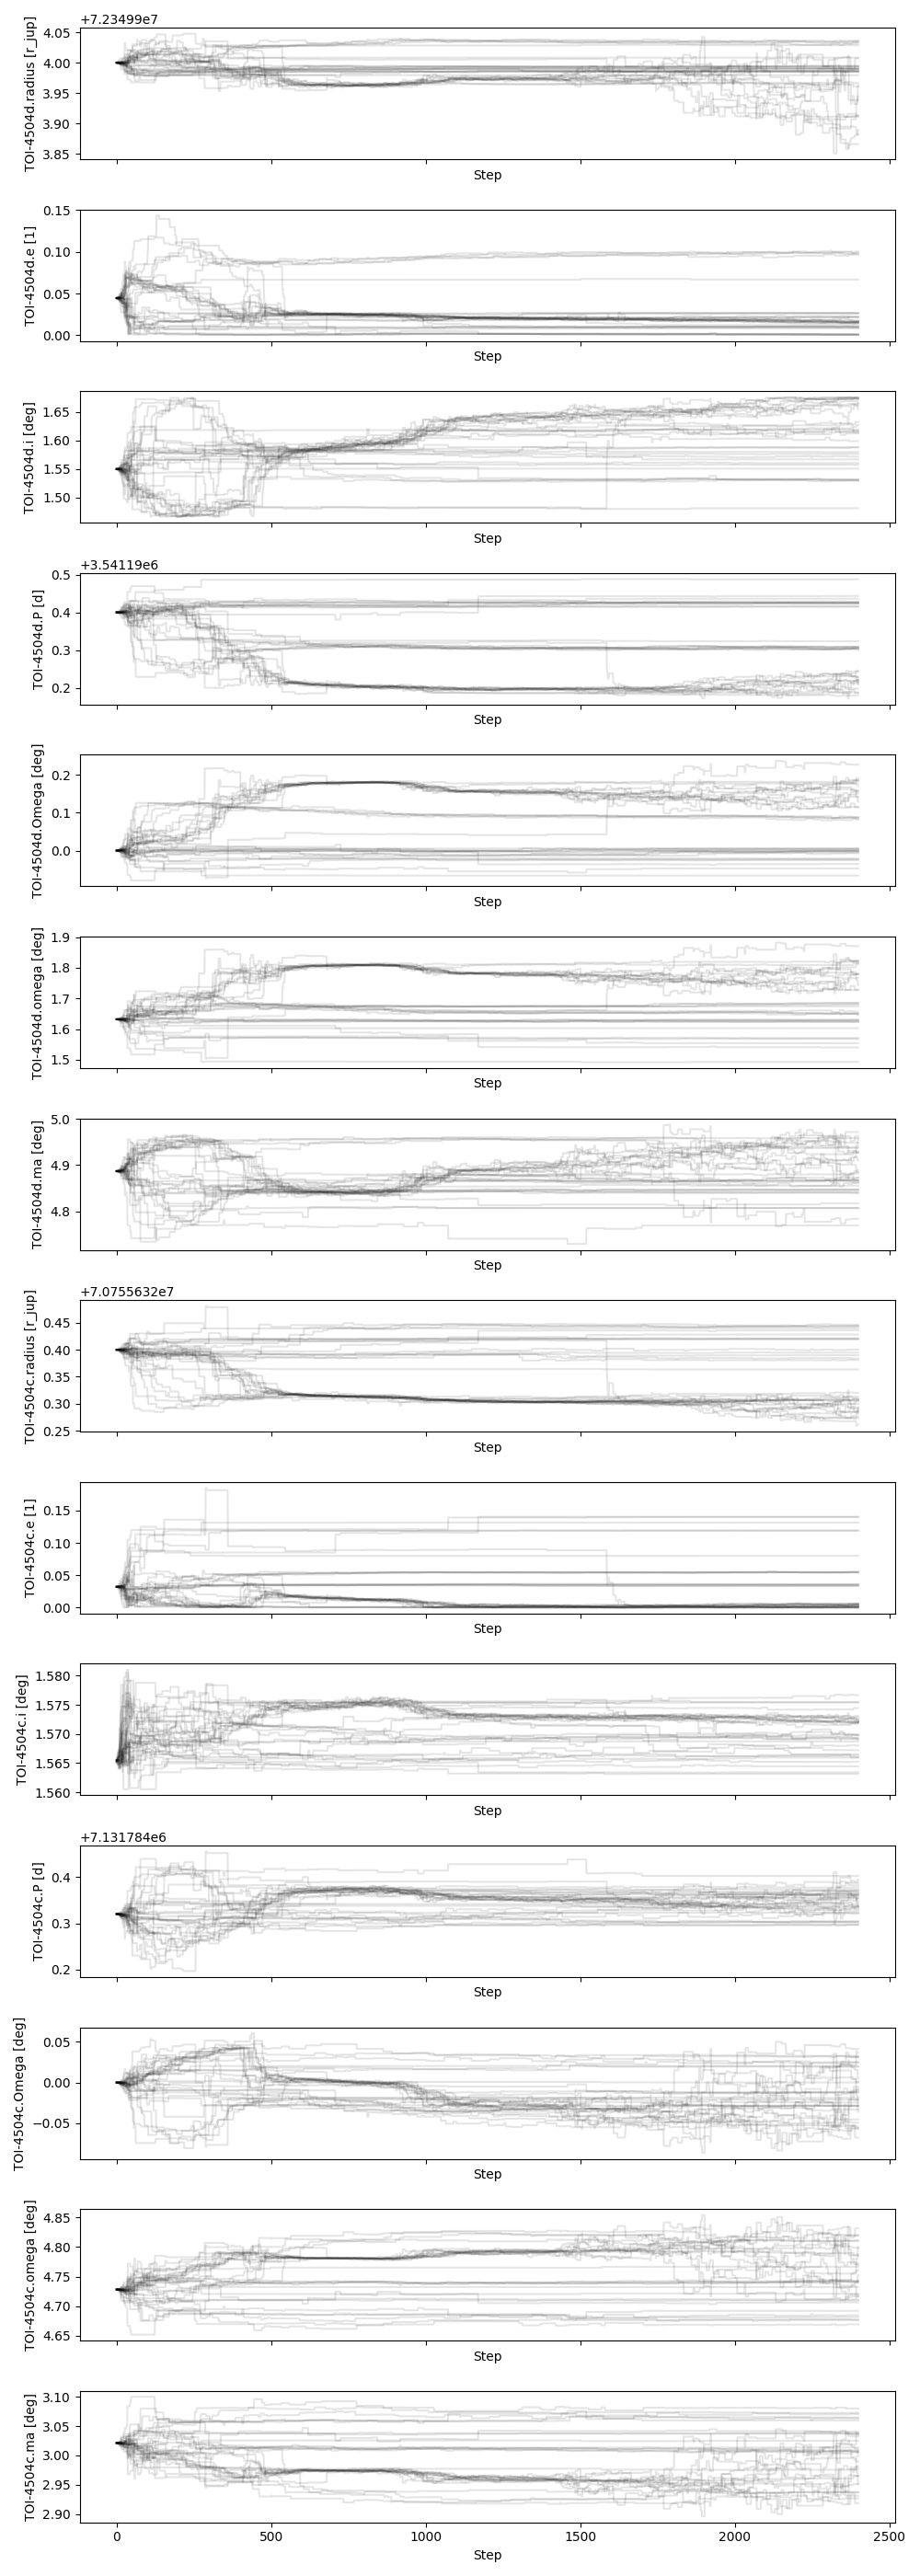 +7.23499e7
4.05
4.00
3.95
3.90
3.85
TOI-4504d.radius [r_jup]
Step
0.15
0.10
0.05
0.00
TOI-4504d.e [1]
Step
1.65
1.60
1.55
1.50
TOI-4504d.i [deg]
Step
+3.54119e6
0.5
0.4
0.3
0.2
TOI-4504d.P [d]
Step
0.2
0.1
0.0
TOI-4504d.Omega [deg]
Step
1.9
1.8
1.7
1.6
1.5
TOI-4504d.omega [deg]
Step
5.0
4.9
4.8
TOI-4504d.ma [deg]
Step
+7.0755632e7
0.45
0.40
0.35
0.30
0.25
TOI-4504c.radius [r_jup]
Step
0.15
0.10
0.05
0.00
TOI-4504c.e [1]
Step
1.580
1.575
1.570
1.565
1.560
TOI-4504c.i [deg]
Step
+7.131784e6
0.4
0.3
0.2
TOI-4504c.P [d]
Step
0.05
0.00
−0.05
TOI-4504c.Omega [deg]
Step
4.85
4.80
4.75
4.70
4.65
TOI-4504c.omega [deg]
Step
3.10
3.05
3.00
2.95
2.90
TOI-4504c.ma [deg]
0 500 1000 1500 2000 2500
Step